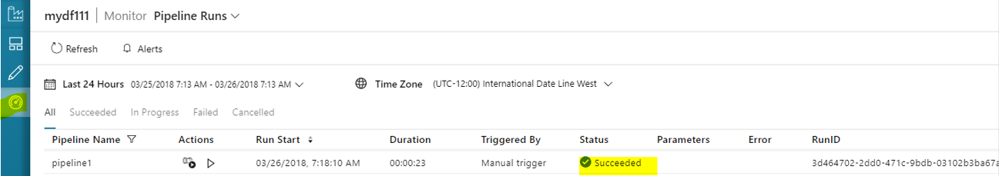 mydf111 Monitor Pipeline Runs
Refresh Alerts
Last 24 Hours 03/25/2018 7:13 AM - 03/26/2018 7:13 AM Time Zone (UTC-12:00) International Date Line West
All Succeeded In Progress Failed Cancelled
Pipeline Name Actions Run Start Duration Triggered By Status Parameters Error RunID
pipeline1 03/26/2018, 7:18:10 AM 00:00:23 Manual trigger Succeeded 3d464702-2dd0-471c-9bdb-03102b3ba67a